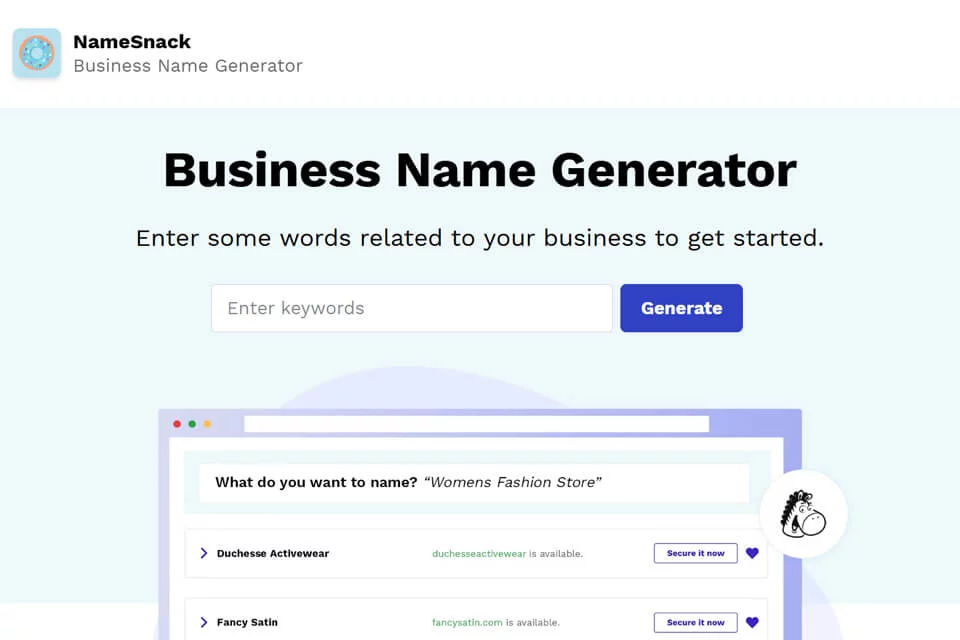 NameSnack
Business Name Generator
Business Name Generator
Enter some words related to your business to get started.
Enter keywords
Generate
What do you want to name? “Womens Fashion Store”
Duchesse Activewear
duchesseactivewear is available.
Secure it now
Fancy Satin
fancysatin.com is available.
Secure it now